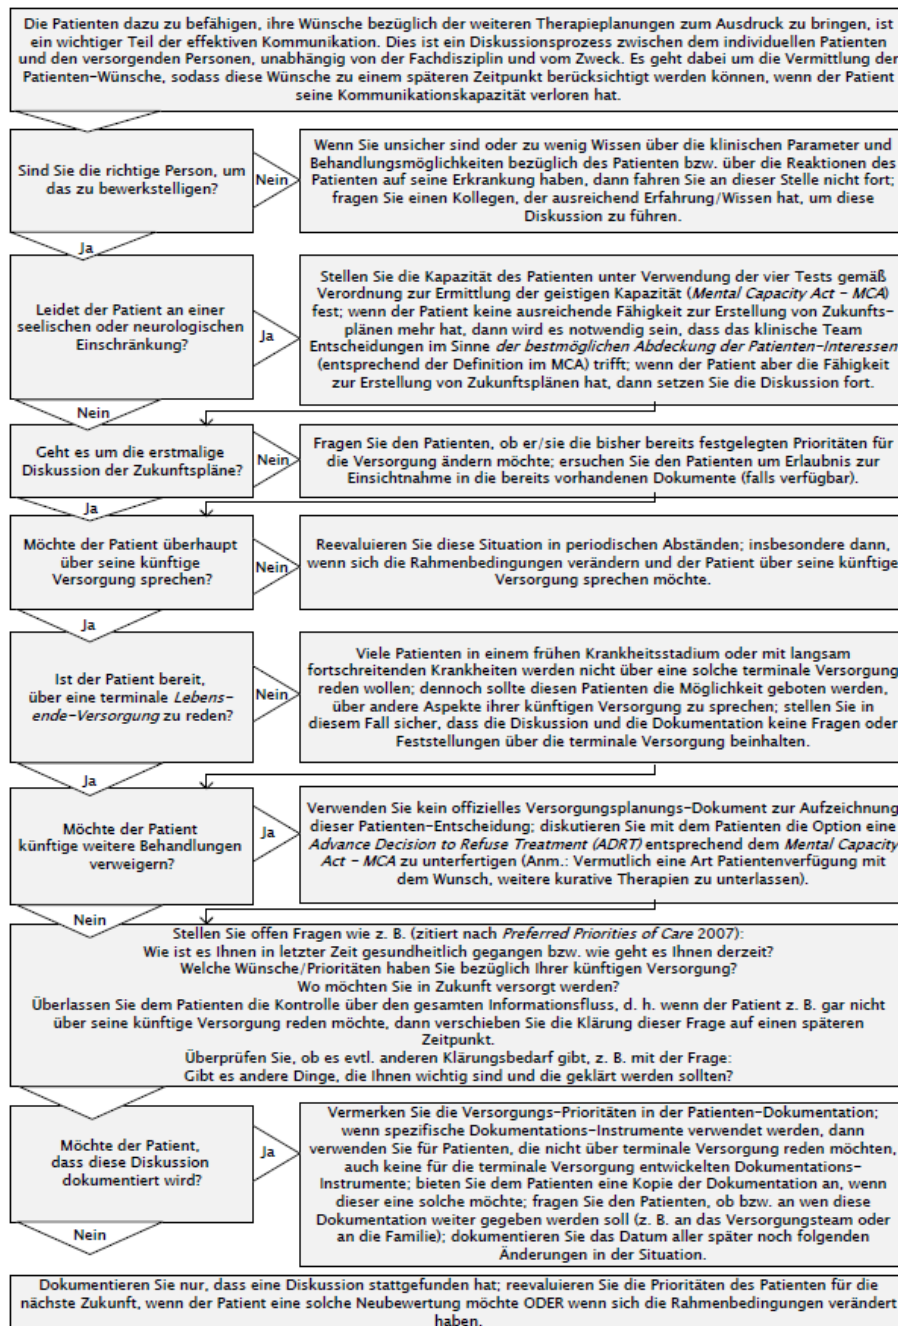 Die Patienten dazu zu befähigen, ihre Wünsche bezüglich der weiteren Therapieplanungen zum Ausdruck zu bringen, ist
ein wichtiger Teil der effektiven Kommunikation. Dies ist ein Diskussionsprozess zwischen dem individuellen Patienten
und den versorgenden Personen, unabhängig von der Fachdisziplin und vom Zweck. Es geht dabei um die Vermittlung der
Patienten-Wünsche, sodass diese Wünsche zu einem späteren Zeitpunkt berücksichtigt werden können, wenn der Patient
seine Kommunikationskapazität verloren hat.
Sind Sie die richtige Person, um
das zu bewerkstelligen?
Nein
Wenn Sie unsicher sind oder zu wenig Wissen über die klinischen Parameter und
Behandlungsmöglichkeiten bezüglich des Patienten bzw. über die Reaktionen des
Patienten auf seine Erkrankung haben, dann fahren Sie an dieser Stelle nicht fort;
fragen Sie einen Kollegen, der ausreichend Erfahrung/Wissen hat, um diese
Diskussion zu führen.
Ja
Leidet der Patient an einer
seelischen oder neurologischen
Einschränkung?
Ja
Stellen Sie die Kapazität des Patienten unter Verwendung der vier Tests gemäß
Verordnung zur Ermittlung der geistigen Kapazität (Mental Capacity Act – MCA)
fest; wenn der Patient keine ausreichende Fähigkeit zur Erstellung von Zukunfts-
plänen mehr hat, dann wird es notwendig sein, dass das klinische Team
Entscheidungen im Sinne der bestmöglichen Abdeckung der Patienten-Interessen
(entsprechend der Definition im MCA) trifft; wenn der Patient aber die Fähigkeit
zur Erstellung von Zukunftsplänen hat, dann setzen Sie die Diskussion fort.
Nein
Geht es um die erstmalige
Diskussion der Zukunftspläne?
Nein
Fragen Sie den Patienten, ob er/sie die bisher bereits festgelegten Prioritäten für
die Versorgung ändern möchte; ersuchen Sie den Patienten um Erlaubnis zur
Einsichtnahme in die bereits vorhandenen Dokumente (falls verfügbar).
Ja
Möchte der Patient überhaupt
über seine künftige
Versorgung sprechen?
Nein
Reevaluieren Sie diese Situation in periodischen Abständen; insbesondere dann,
wenn sich die Rahmenbedingungen verändern und der Patient über seine künftige
Versorgung sprechen möchte.
Ja
Ist der Patient bereit,
über eine terminale Lebens-
ende-Versorgung zu reden?
Nein
Viele Patienten in einem frühen Krankheitsstadium oder mit langsam
fortschreitenden Krankheiten werden nicht über eine solche terminale Versorgung
reden wollen; dennoch sollte diesen Patienten die Möglichkeit geboten werden,
über andere Aspekte ihrer künftigen Versorgung zu sprechen; stellen Sie in
diesem Fall sicher, dass die Diskussion und die Dokumentation keine Fragen oder
Feststellungen über die terminale Versorgung beinhalten.
Ja
Möchte der Patient
künftige weitere Behandlungen
verweigern?
Ja
Verwenden Sie kein offizielles Versorgungsplanungs-Dokument zur Aufzeichnung
dieser Patienten-Entscheidung; diskutieren Sie mit dem Patienten die Option eine
Advance Decision to Refuse Treatment (ADRT) entsprechend dem Mental Capacity
Act – MCA zu unterfertigen (Anm.: Vermutlich eine Art Patientenverfügung mit
dem Wunsch, weitere kurative Therapien zu unterlassen).
Nein
Stellen Sie offen Fragen wie z. B. (zitiert nach Preferred Priorities of Care 2007):
Wie ist es Ihnen in letzter Zeit gesundheitlich gegangen bzw. wie geht es Ihnen derzeit?
Welche Wünsche/Prioritäten haben Sie bezüglich Ihrer künftigen Versorgung?
Wo möchten Sie in Zukunft versorgt werden?
Überlassen Sie dem Patienten die Kontrolle über den gesamten Informationsfluss, d. h. wenn der Patient z. B. gar nicht
über seine künftige Versorgung reden möchte, dann verschieben Sie die Klärung dieser Frage auf einen späteren
Zeitpunkt.
Überprüfen Sie, ob es evtl. anderen Klärungsbedarf gibt, z. B. mit der Frage:
Gibt es andere Dinge, die Ihnen wichtig sind und die geklärt werden sollten?
Möchte der Patient,
dass diese Diskussion
dokumentiert wird?
Ja
Vermerken Sie die Versorgungs-Prioritäten in der Patienten-Dokumentation;
wenn spezifische Dokumentations-Instrumente verwendet werden, dann
verwenden Sie für Patienten, die nicht über terminale Versorgung reden möchten,
auch keine für die terminale Versorgung entwickelten Dokumentations-
Instrumente; bieten Sie dem Patienten eine Kopie der Dokumentation an, wenn
dieser eine solche möchte; fragen Sie den Patienten, ob bzw. an wen diese
Dokumentation weiter gegeben werden soll (z. B. an das Versorgungsteam oder
an die Familie); dokumentieren Sie das Datum aller später noch folgenden
Änderungen in der Situation.
Nein
Dokumentieren Sie nur, dass eine Diskussion stattgefunden hat; reevaluieren Sie die Prioritäten des Patienten für die
nächste Zukunft, wenn der Patient eine solche Neubewertung möchte ODER wenn sich die Rahmenbedingungen verändert
haben.